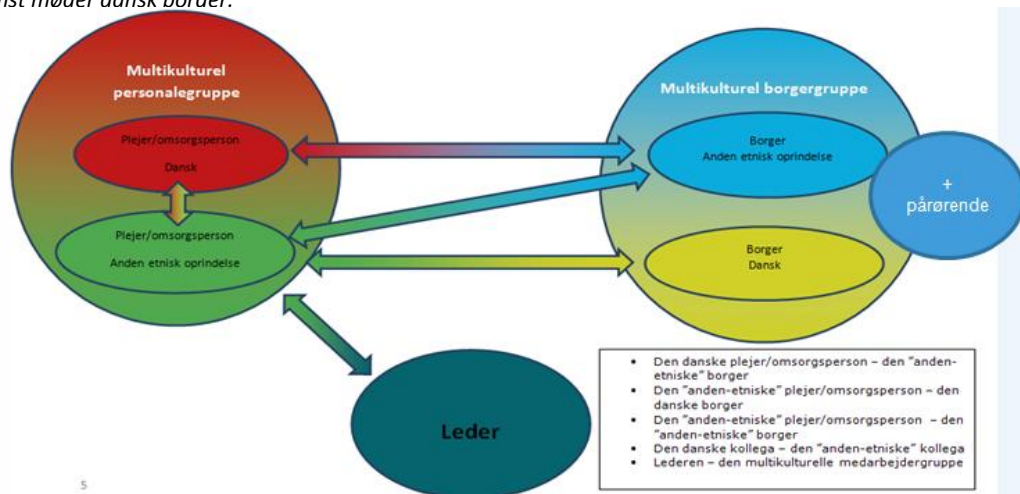 møder dansk borger.
Multikulturel
personalegruppe
Plejer/omsorgsperson
Dansk
Plejer/omsorgsperson
Anden etnisk oprindelse
Multikulturel borgergruppe
Borger
Anden etnisk oprindelse
Borger
Dansk
+
pårørende
Leder
• Den danske plejer/omsorgsperson – den "anden-
etniske" borger
• Den "anden-etniske" plejer/omsorgsperson – den
danske borger
• Den "anden-etniske" plejer/omsorgsperson – den
"anden-etniske" borger
• Den danske kollega – den "anden-etniske" kollega
• Lederen – den multikulturelle medarbejdergruppe
5